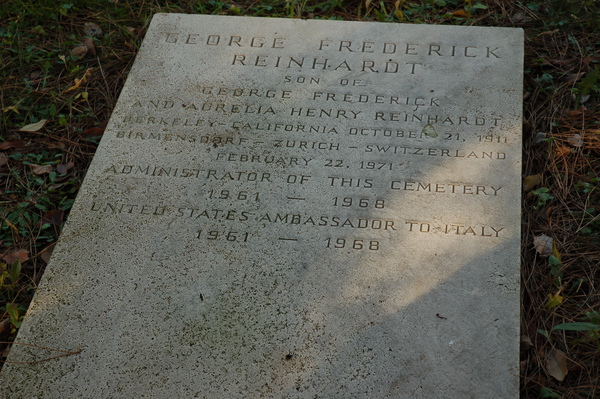 GEORGE FREDERICK
REINHARDT
SON OF
GEORGE FREDERICK
AND AURELIA HENRY REINHARDT
BERKELEY – CALIFORNIA OCTOBER 21, 1911
BIRMENSDORF – ZURICH – SWITZERLAND
FEBRUARY 22, 1971
ADMINISTRATOR OF THIS CEMETERY
1961 — 1968
UNITED STATES AMBASSADOR TO ITALY
1961 — 1968